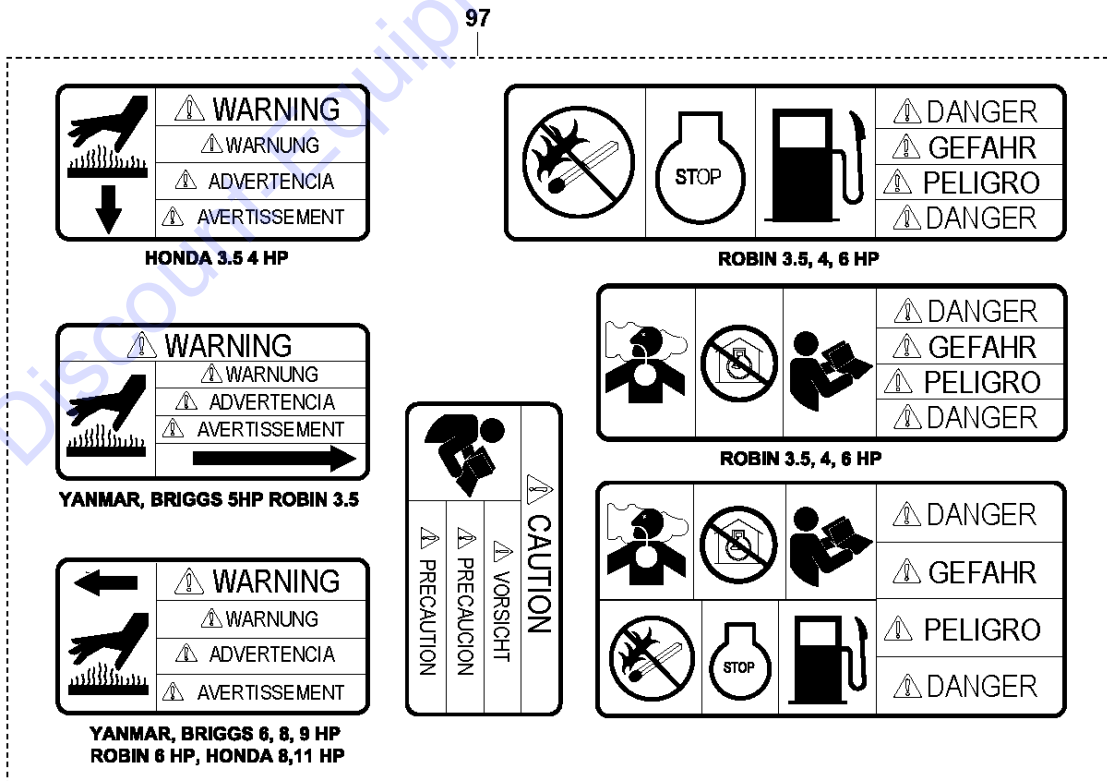 97
⚠ WARNING
⚠ WARNUNG
⚠ ADVERTENCIA
⚠ AVERTISSEMENT
HONDA 3.5 4 HP
⚠ WARNING
⚠ WARNUNG
⚠ ADVERTENCIA
⚠ AVERTISSEMENT
YANMAR, BRIGGS 5HP ROBIN 3.5
⚠ WARNING
⚠ WARNUNG
⚠ ADVERTENCIA
⚠ AVERTISSEMENT
YANMAR, BRIGGS 6, 8, 9 HP
ROBIN 6 HP, HONDA 8,11 HP
⚠ CAUTION
⚠ VORSICHT
⚠ PRECAUCION
⚠ PRECAUTION
STOP
⚠ DANGER
⚠ GEFAHR
⚠ PELIGRO
⚠ DANGER
ROBIN 3.5, 4, 6 HP
⚠ DANGER
⚠ GEFAHR
⚠ PELIGRO
⚠ DANGER
ROBIN 3.5, 4, 6 HP
STOP
⚠ DANGER
⚠ GEFAHR
⚠ PELIGRO
⚠ DANGER
Discount-Equip